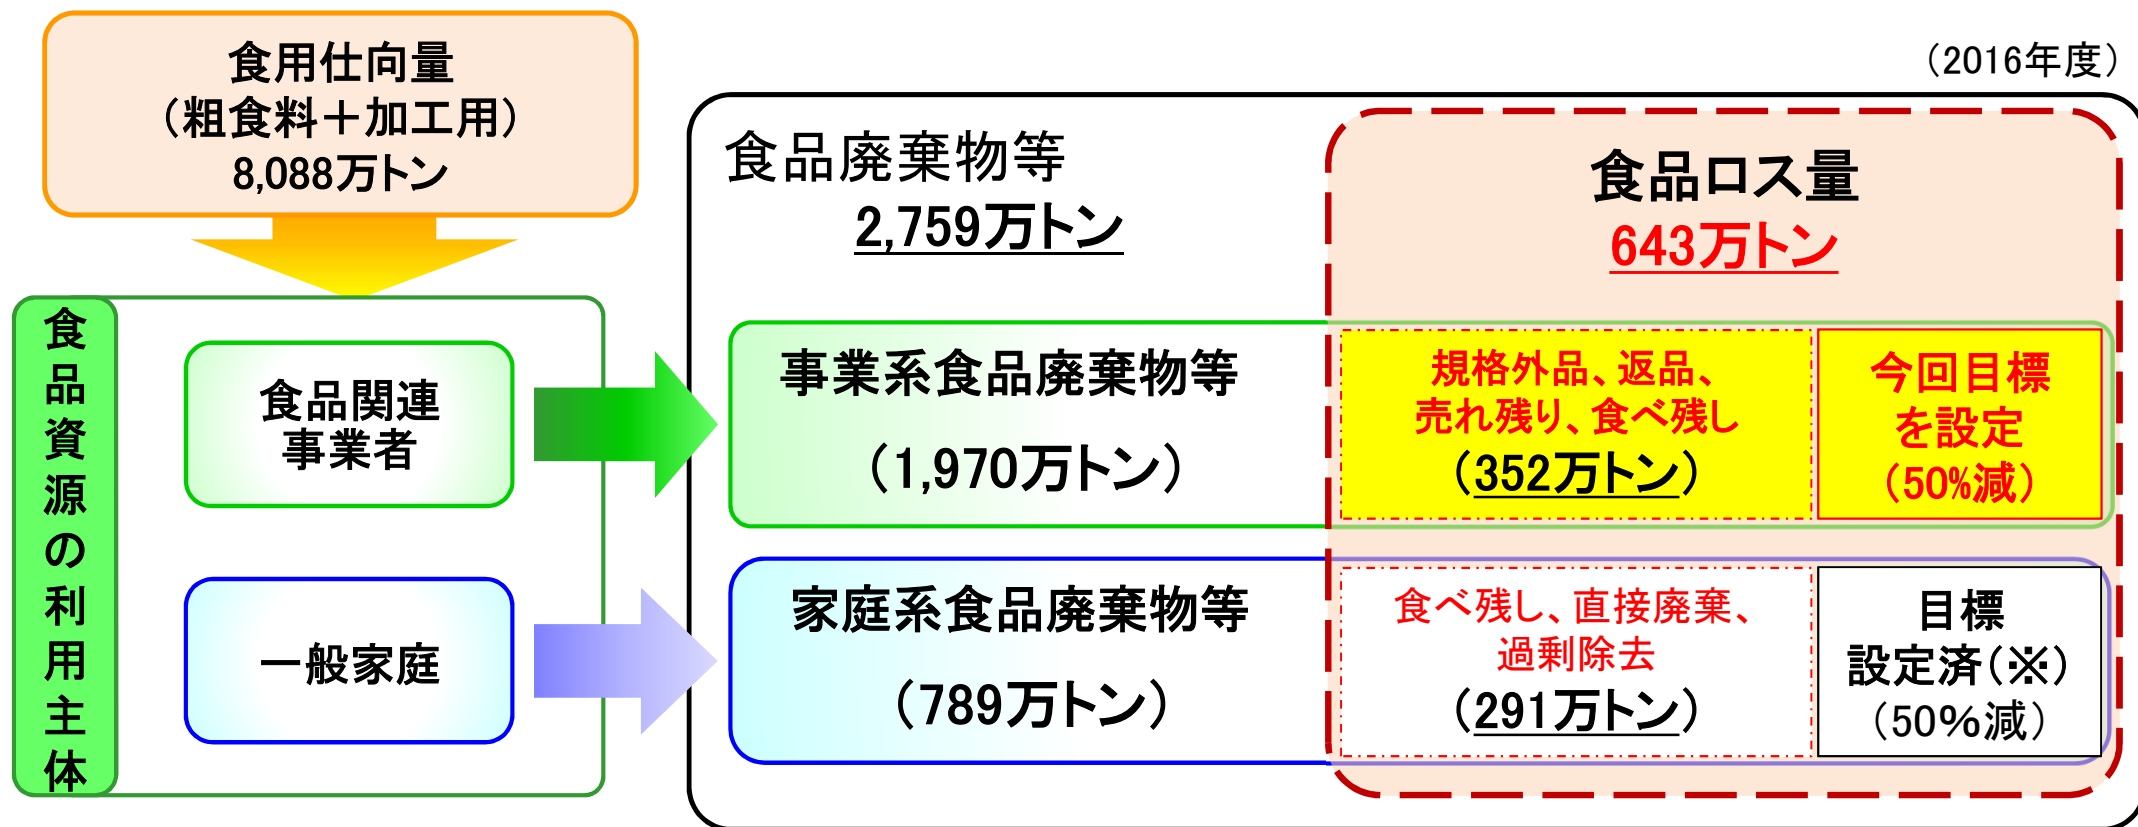 食用仕向量
（粗食料＋加工用）
8,088万トン
（2016年度）
食品廃棄物等
2,759万トン
食品ロス量
643万トン
食品資源の利用主体
食品関連
事業者
事業系食品廃棄物等
（1,970万トン）
規格外品、返品、
売れ残り、食べ残し
（352万トン）
今回目標
を設定
（50%減）
一般家庭
家庭系食品廃棄物等
（789万トン）
食べ残し、直接廃棄、
過剰除去
（291万トン）
目標
設定済（※）
（50％減）